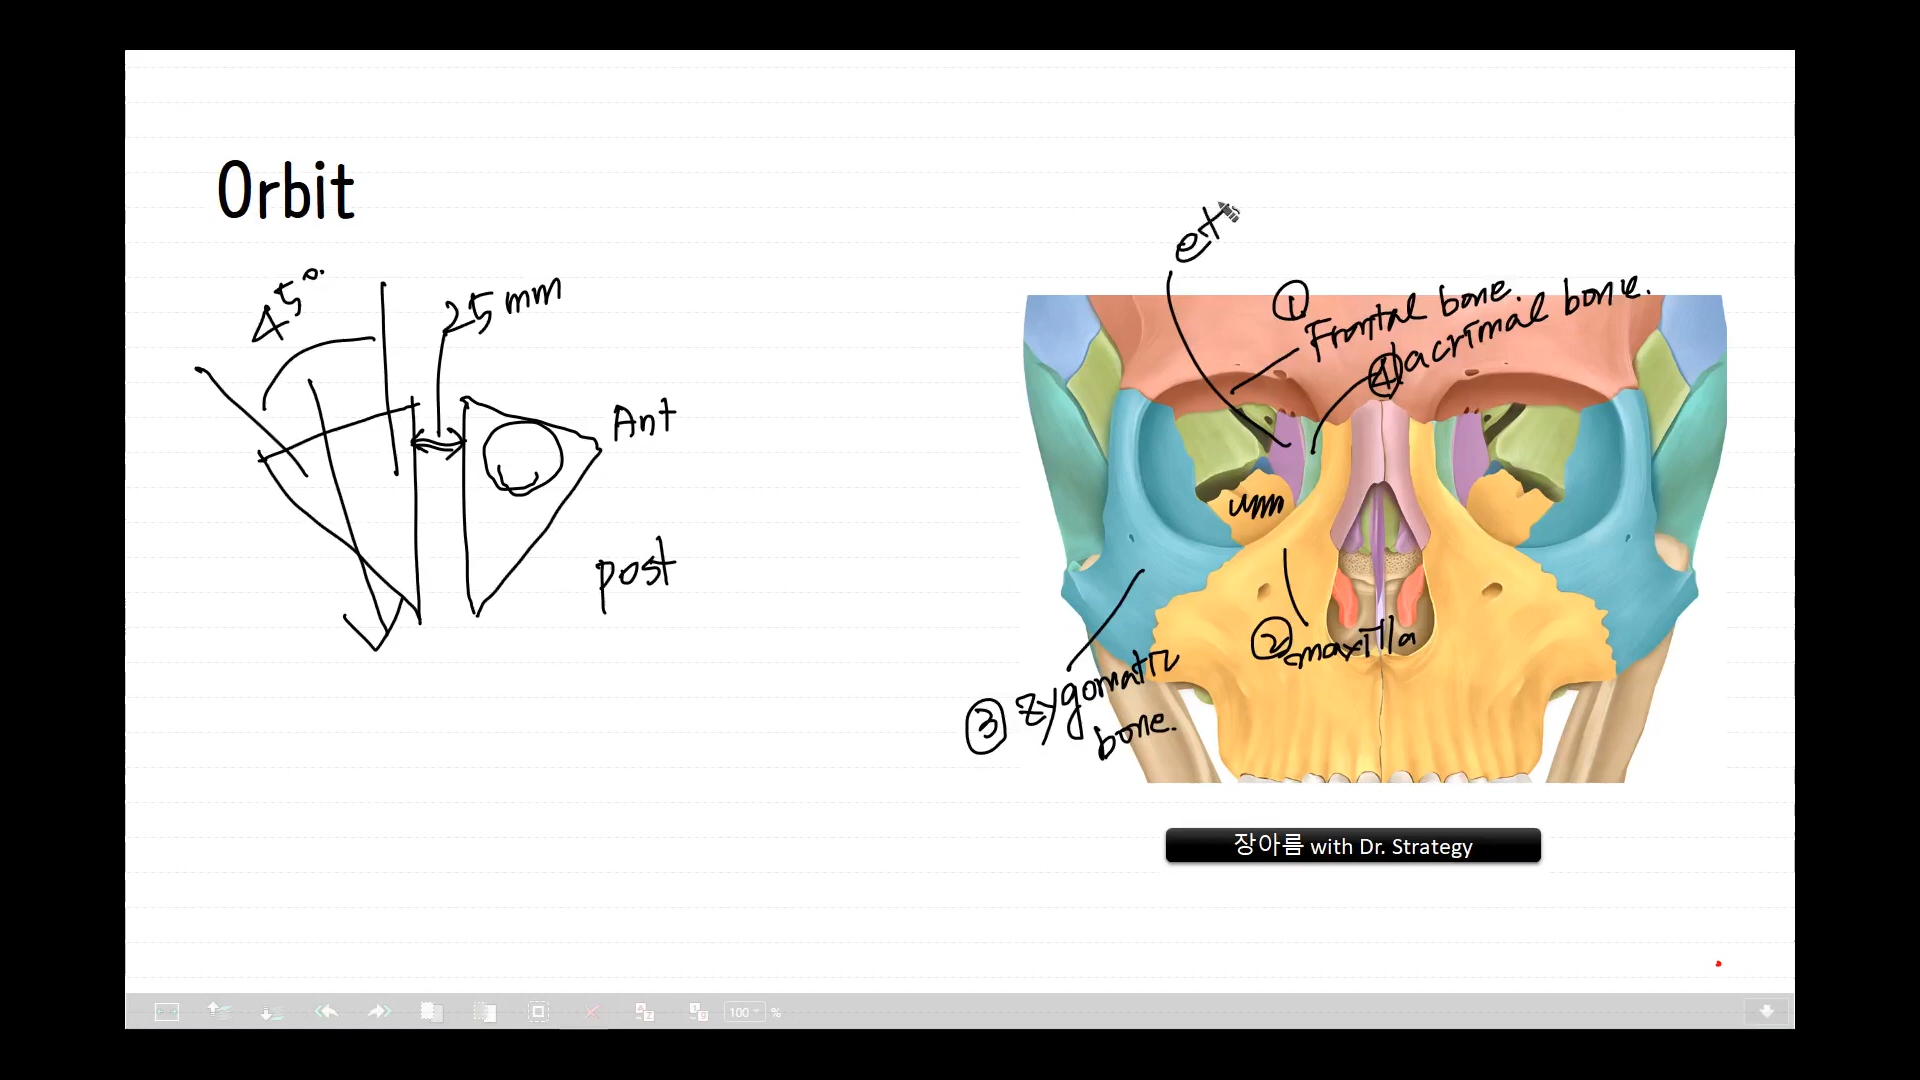 Orbit
45°
25 mm
Ant
post
et
①
Frontal bone.
④ lacrimal bone.
② maxilla
③ zygomatic
bone.
장아름 with Dr. Strategy
100 %